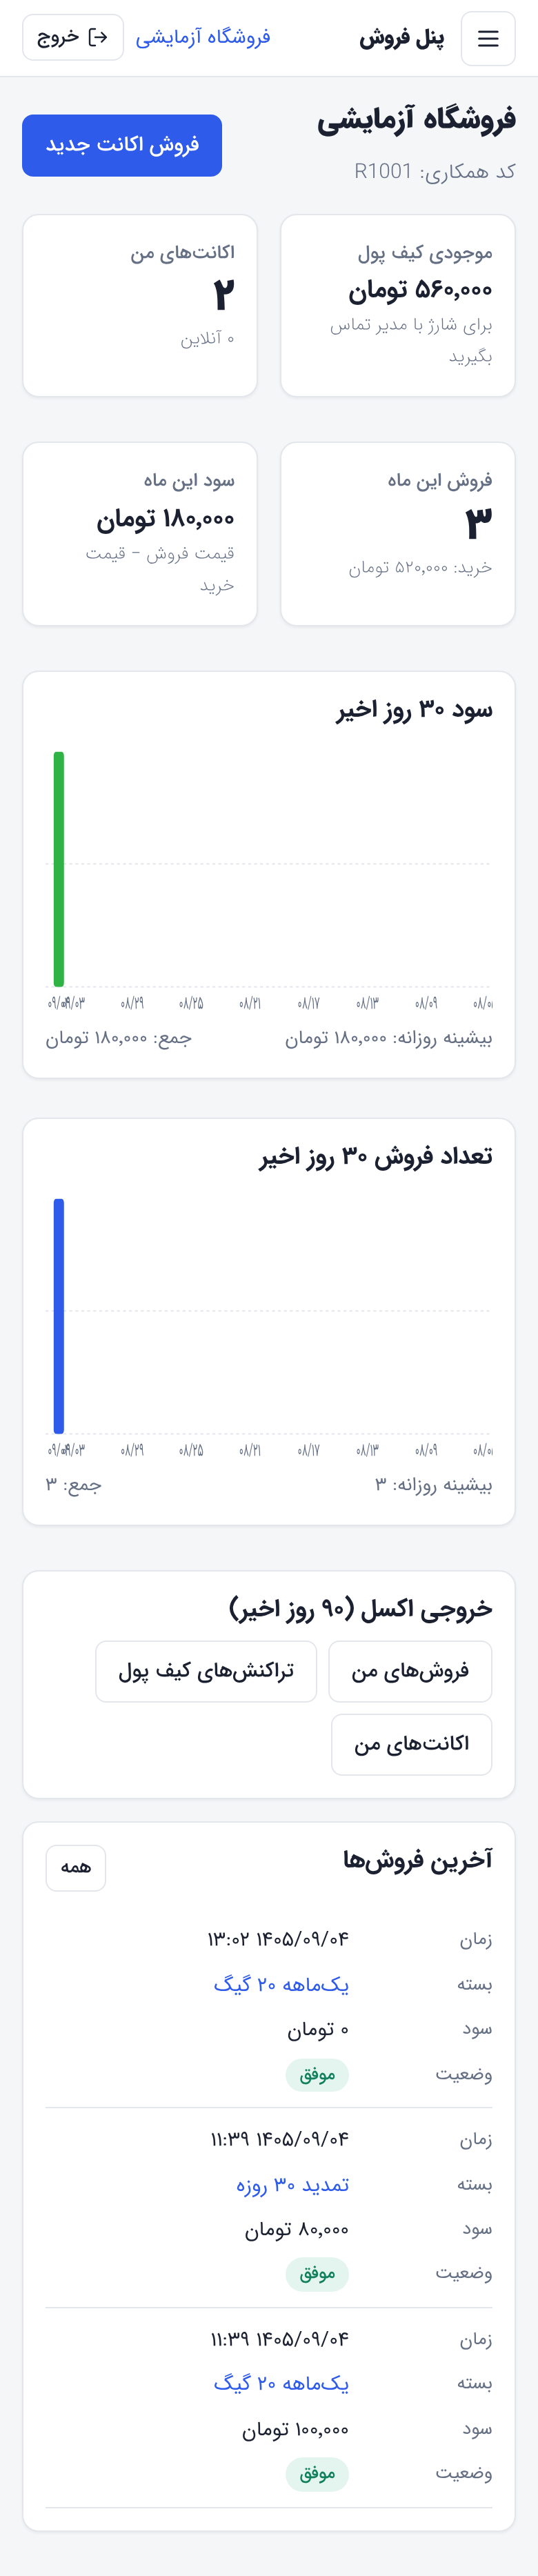 پنل فروش
فروشگاه آزمایشی
خروج
فروشگاه آزمایشی
کد همکاری: R1001
فروش اکانت جدید
موجودی کیف پول
۵۶۰,۰۰۰ تومان
برای شارژ با مدیر تماس
بگیرید
اکانت‌های من
۲
۰ آنلاین
فروش این ماه
۳
خرید: ۵۲۰,۰۰۰ تومان
سود این ماه
۱۸۰,۰۰۰ تومان
قیمت فروش − قیمت
خرید
سود ۳۰ روز اخیر
۰۸/۰۹ ۰۸/۱۳ ۰۸/۱۷ ۰۸/۲۱ ۰۸/۲۵ ۰۸/۲۹
بیشینه روزانه: ۱۸۰,۰۰۰ تومان
جمع: ۱۸۰,۰۰۰ تومان
تعداد فروش ۳۰ روز اخیر
۰۸/۰۹ ۰۸/۱۳ ۰۸/۱۷ ۰۸/۲۱ ۰۸/۲۵ ۰۸/۲۹
بیشینه روزانه: ۳
جمع: ۳
خروجی اکسل (۹۰ روز اخیر)
فروش‌های من
تراکنش‌های کیف پول
اکانت‌های من
آخرین فروش‌ها
همه
زمان ۱۴۰۵/۰۹/۰۴ ۱۳:۰۲
بسته یک‌ماهه ۲۰ گیگ
سود ۰ تومان
وضعیت موفق
زمان ۱۴۰۵/۰۹/۰۴ ۱۱:۳۹
بسته تمدید ۳۰ روزه
سود ۸۰,۰۰۰ تومان
وضعیت موفق
زمان ۱۴۰۵/۰۹/۰۴ ۱۱:۳۹
بسته یک‌ماهه ۲۰ گیگ
سود ۱۰۰,۰۰۰ تومان
وضعیت موفق